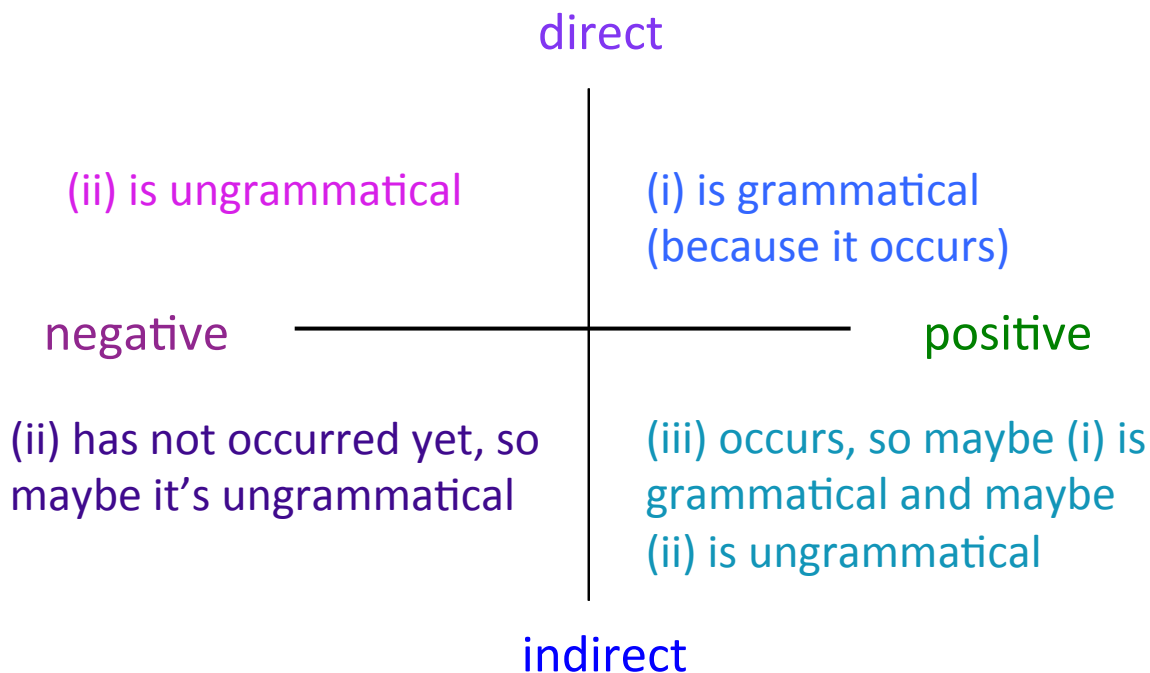 direct
(ii) is ungrammatical
(i) is grammatical
(because it occurs)
negative
positive
(ii) has not occurred yet, so
maybe it’s ungrammatical
(iii) occurs, so maybe (i) is
grammatical and maybe
(ii) is ungrammatical
indirect